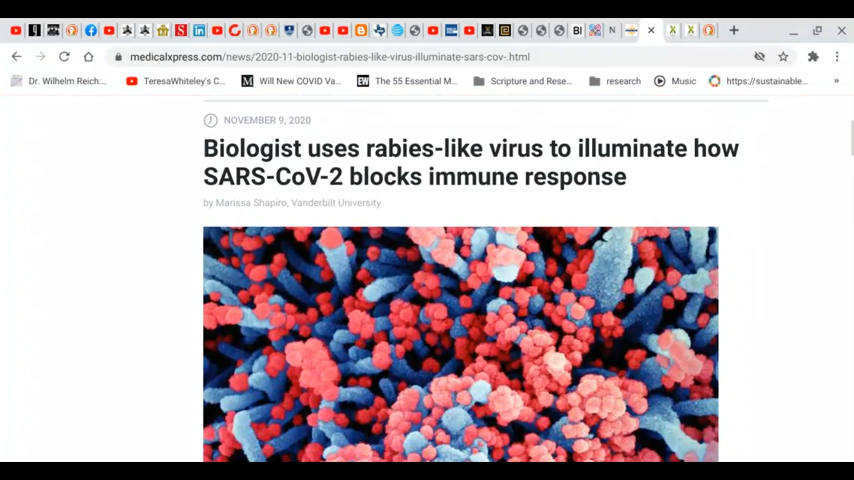 medicalxpress.com/news/2020-11-biologist-rabies-like-virus-illuminate-sars-cov-.html
Dr. Wilhelm Reich:... TeresaWhiteley's C... Will New COVID Va... The 55 Essential M... Scripture and Rese... research Music https://sustainable... »
NOVEMBER 9, 2020
Biologist uses rabies-like virus to illuminate how
SARS-CoV-2 blocks immune response
by Marissa Shapiro, Vanderbilt University